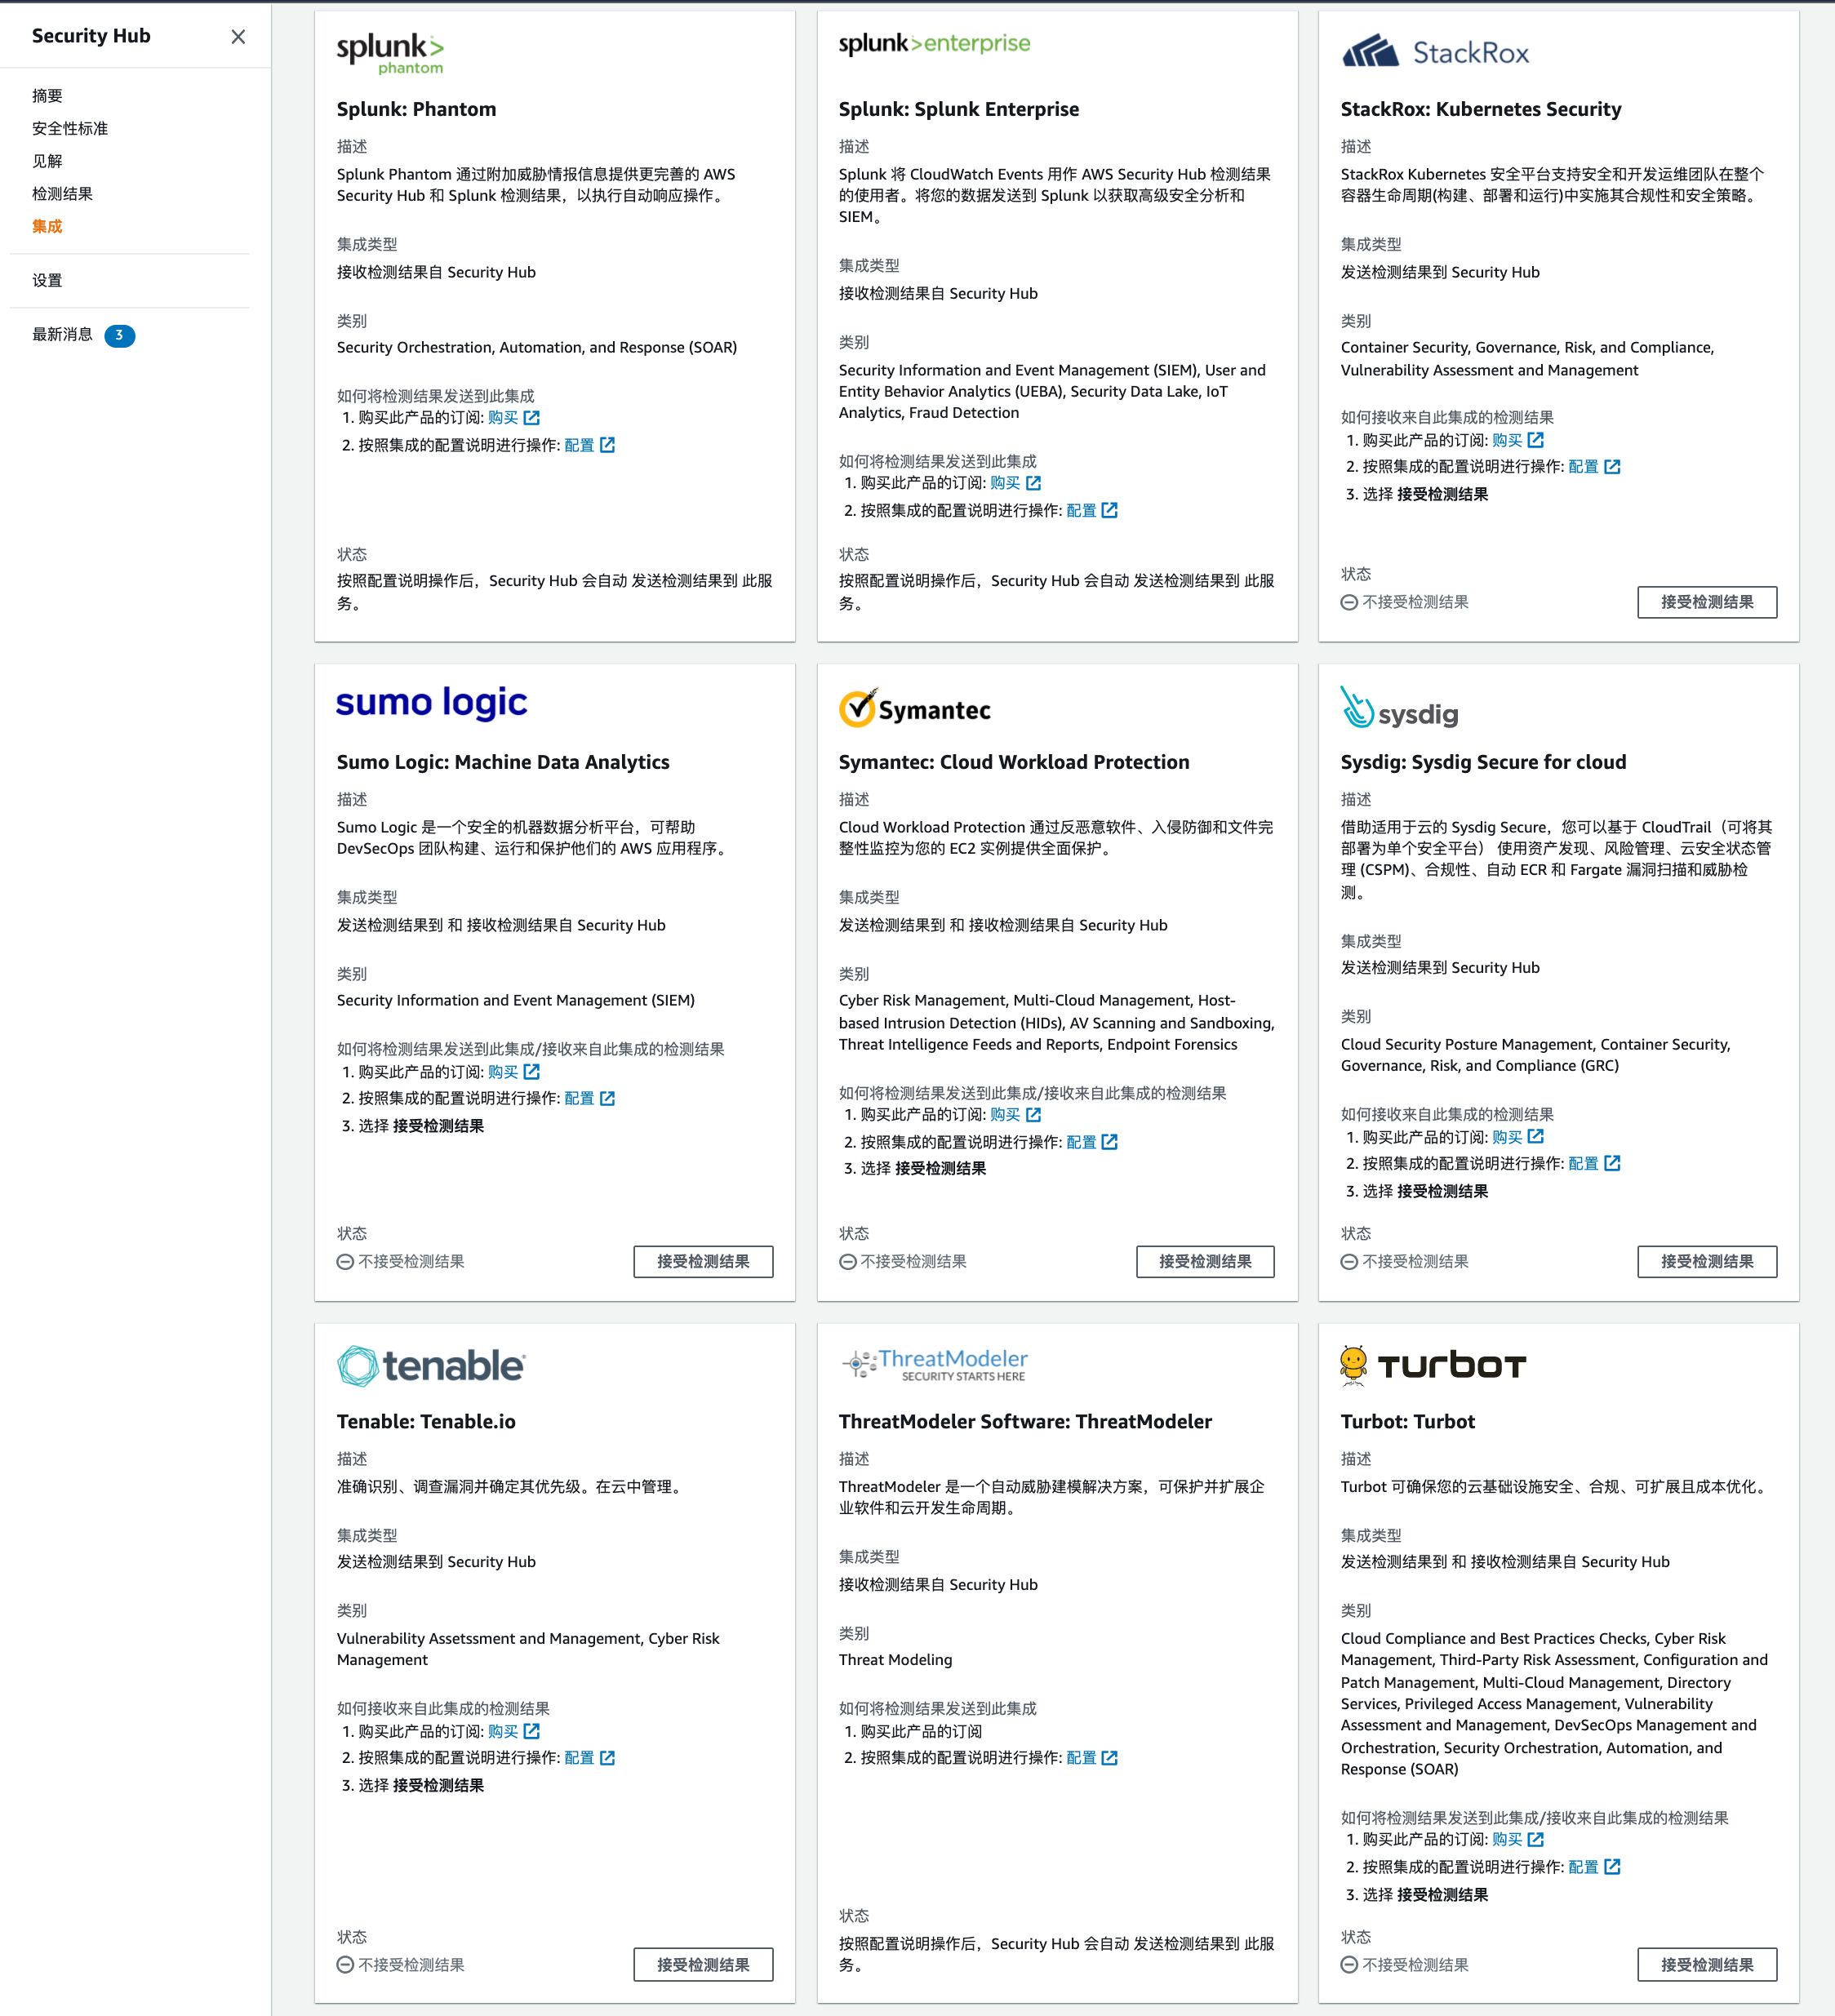 Security Hub
摘要
安全性标准
见解
检测结果
集成
设置
最新消息 3
splunk>
phantom
Splunk: Phantom
描述
Splunk Phantom 通过附加威胁情报信息提供更完善的 AWS
Security Hub 和 Splunk 检测结果，以执行自动响应操作。
集成类型
接收检测结果自 Security Hub
类别
Security Orchestration, Automation, and Response (SOAR)
如何将检测结果发送到此集成
1. 购买此产品的订阅: 购买
2. 按照集成的配置说明进行操作: 配置
状态
按照配置说明操作后，Security Hub 会自动 发送检测结果到 此服
务。
splunk>enterprise
Splunk: Splunk Enterprise
描述
Splunk 将 CloudWatch Events 用作 AWS Security Hub 检测结果
的使用者。将您的数据发送到 Splunk 以获取高级安全分析和
SIEM。
集成类型
接收检测结果自 Security Hub
类别
Security Information and Event Management (SIEM), User and
Entity Behavior Analytics (UEBA), Security Data Lake, IoT
Analytics, Fraud Detection
如何将检测结果发送到此集成
1. 购买此产品的订阅: 购买
2. 按照集成的配置说明进行操作: 配置
状态
按照配置说明操作后，Security Hub 会自动 发送检测结果到 此服
务。
StackRox
StackRox: Kubernetes Security
描述
StackRox Kubernetes 安全平台支持安全和开发运维团队在整个
容器生命周期(构建、部署和运行)中实施其合规性和安全策略。
集成类型
发送检测结果到 Security Hub
类别
Container Security, Governance, Risk, and Compliance,
Vulnerability Assessment and Management
如何接收来自此集成的检测结果
1. 购买此产品的订阅: 购买
2. 按照集成的配置说明进行操作: 配置
3. 选择 接受检测结果
状态
不接受检测结果 接受检测结果
sumo logic
Sumo Logic: Machine Data Analytics
描述
Sumo Logic 是一个安全的机器数据分析平台，可帮助
DevSecOps 团队构建、运行和保护他们的 AWS 应用程序。
集成类型
发送检测结果到 和 接收检测结果自 Security Hub
类别
Security Information and Event Management (SIEM)
如何将检测结果发送到此集成/接收来自此集成的检测结果
1. 购买此产品的订阅: 购买
2. 按照集成的配置说明进行操作: 配置
3. 选择 接受检测结果
状态
不接受检测结果 接受检测结果
Symantec
Symantec: Cloud Workload Protection
描述
Cloud Workload Protection 通过反恶意软件、入侵防御和文件完
整性监控为您的 EC2 实例提供全面保护。
集成类型
发送检测结果到 和 接收检测结果自 Security Hub
类别
Cyber Risk Management, Multi-Cloud Management, Host-
based Intrusion Detection (HIDs), AV Scanning and Sandboxing,
Threat Intelligence Feeds and Reports, Endpoint Forensics
如何将检测结果发送到此集成/接收来自此集成的检测结果
1. 购买此产品的订阅: 购买
2. 按照集成的配置说明进行操作: 配置
3. 选择 接受检测结果
状态
不接受检测结果 接受检测结果
sysdig
Sysdig: Sysdig Secure for cloud
描述
借助适用于云的 Sysdig Secure，您可以基于 CloudTrail（可将其
部署为单个安全平台） 使用资产发现、风险管理、云安全状态管
理 (CSPM)、合规性、自动 ECR 和 Fargate 漏洞扫描和威胁检
测。
集成类型
发送检测结果到 Security Hub
类别
Cloud Security Posture Management, Container Security,
Governance, Risk, and Compliance (GRC)
如何接收来自此集成的检测结果
1. 购买此产品的订阅: 购买
2. 按照集成的配置说明进行操作: 配置
3. 选择 接受检测结果
状态
不接受检测结果 接受检测结果
tenable
Tenable: Tenable.io
描述
准确识别、调查漏洞并确定其优先级。在云中管理。
集成类型
发送检测结果到 Security Hub
类别
Vulnerability Assetssment and Management, Cyber Risk
Management
如何接收来自此集成的检测结果
1. 购买此产品的订阅: 购买
2. 按照集成的配置说明进行操作: 配置
3. 选择 接受检测结果
状态
不接受检测结果 接受检测结果
ThreatModeler
SECURITY STARTS HERE
ThreatModeler Software: ThreatModeler
描述
ThreatModeler 是一个自动威胁建模解决方案，可保护并扩展企
业软件和云开发生命周期。
集成类型
接收检测结果自 Security Hub
类别
Threat Modeling
如何将检测结果发送到此集成
1. 购买此产品的订阅
2. 按照集成的配置说明进行操作: 配置
状态
按照配置说明操作后，Security Hub 会自动 发送检测结果到 此服
务。
TURBOT
Turbot: Turbot
描述
Turbot 可确保您的云基础设施安全、合规、可扩展且成本优化。
集成类型
发送检测结果到 和 接收检测结果自 Security Hub
类别
Cloud Compliance and Best Practices Checks, Cyber Risk
Management, Third-Party Risk Assessment, Configuration and
Patch Management, Multi-Cloud Management, Directory
Services, Privileged Access Management, Vulnerability
Assessment and Management, DevSecOps Management and
Orchestration, Security Orchestration, Automation, and
Response (SOAR)
如何将检测结果发送到此集成/接收来自此集成的检测结果
1. 购买此产品的订阅: 购买
2. 按照集成的配置说明进行操作: 配置
3. 选择 接受检测结果
状态
不接受检测结果 接受检测结果